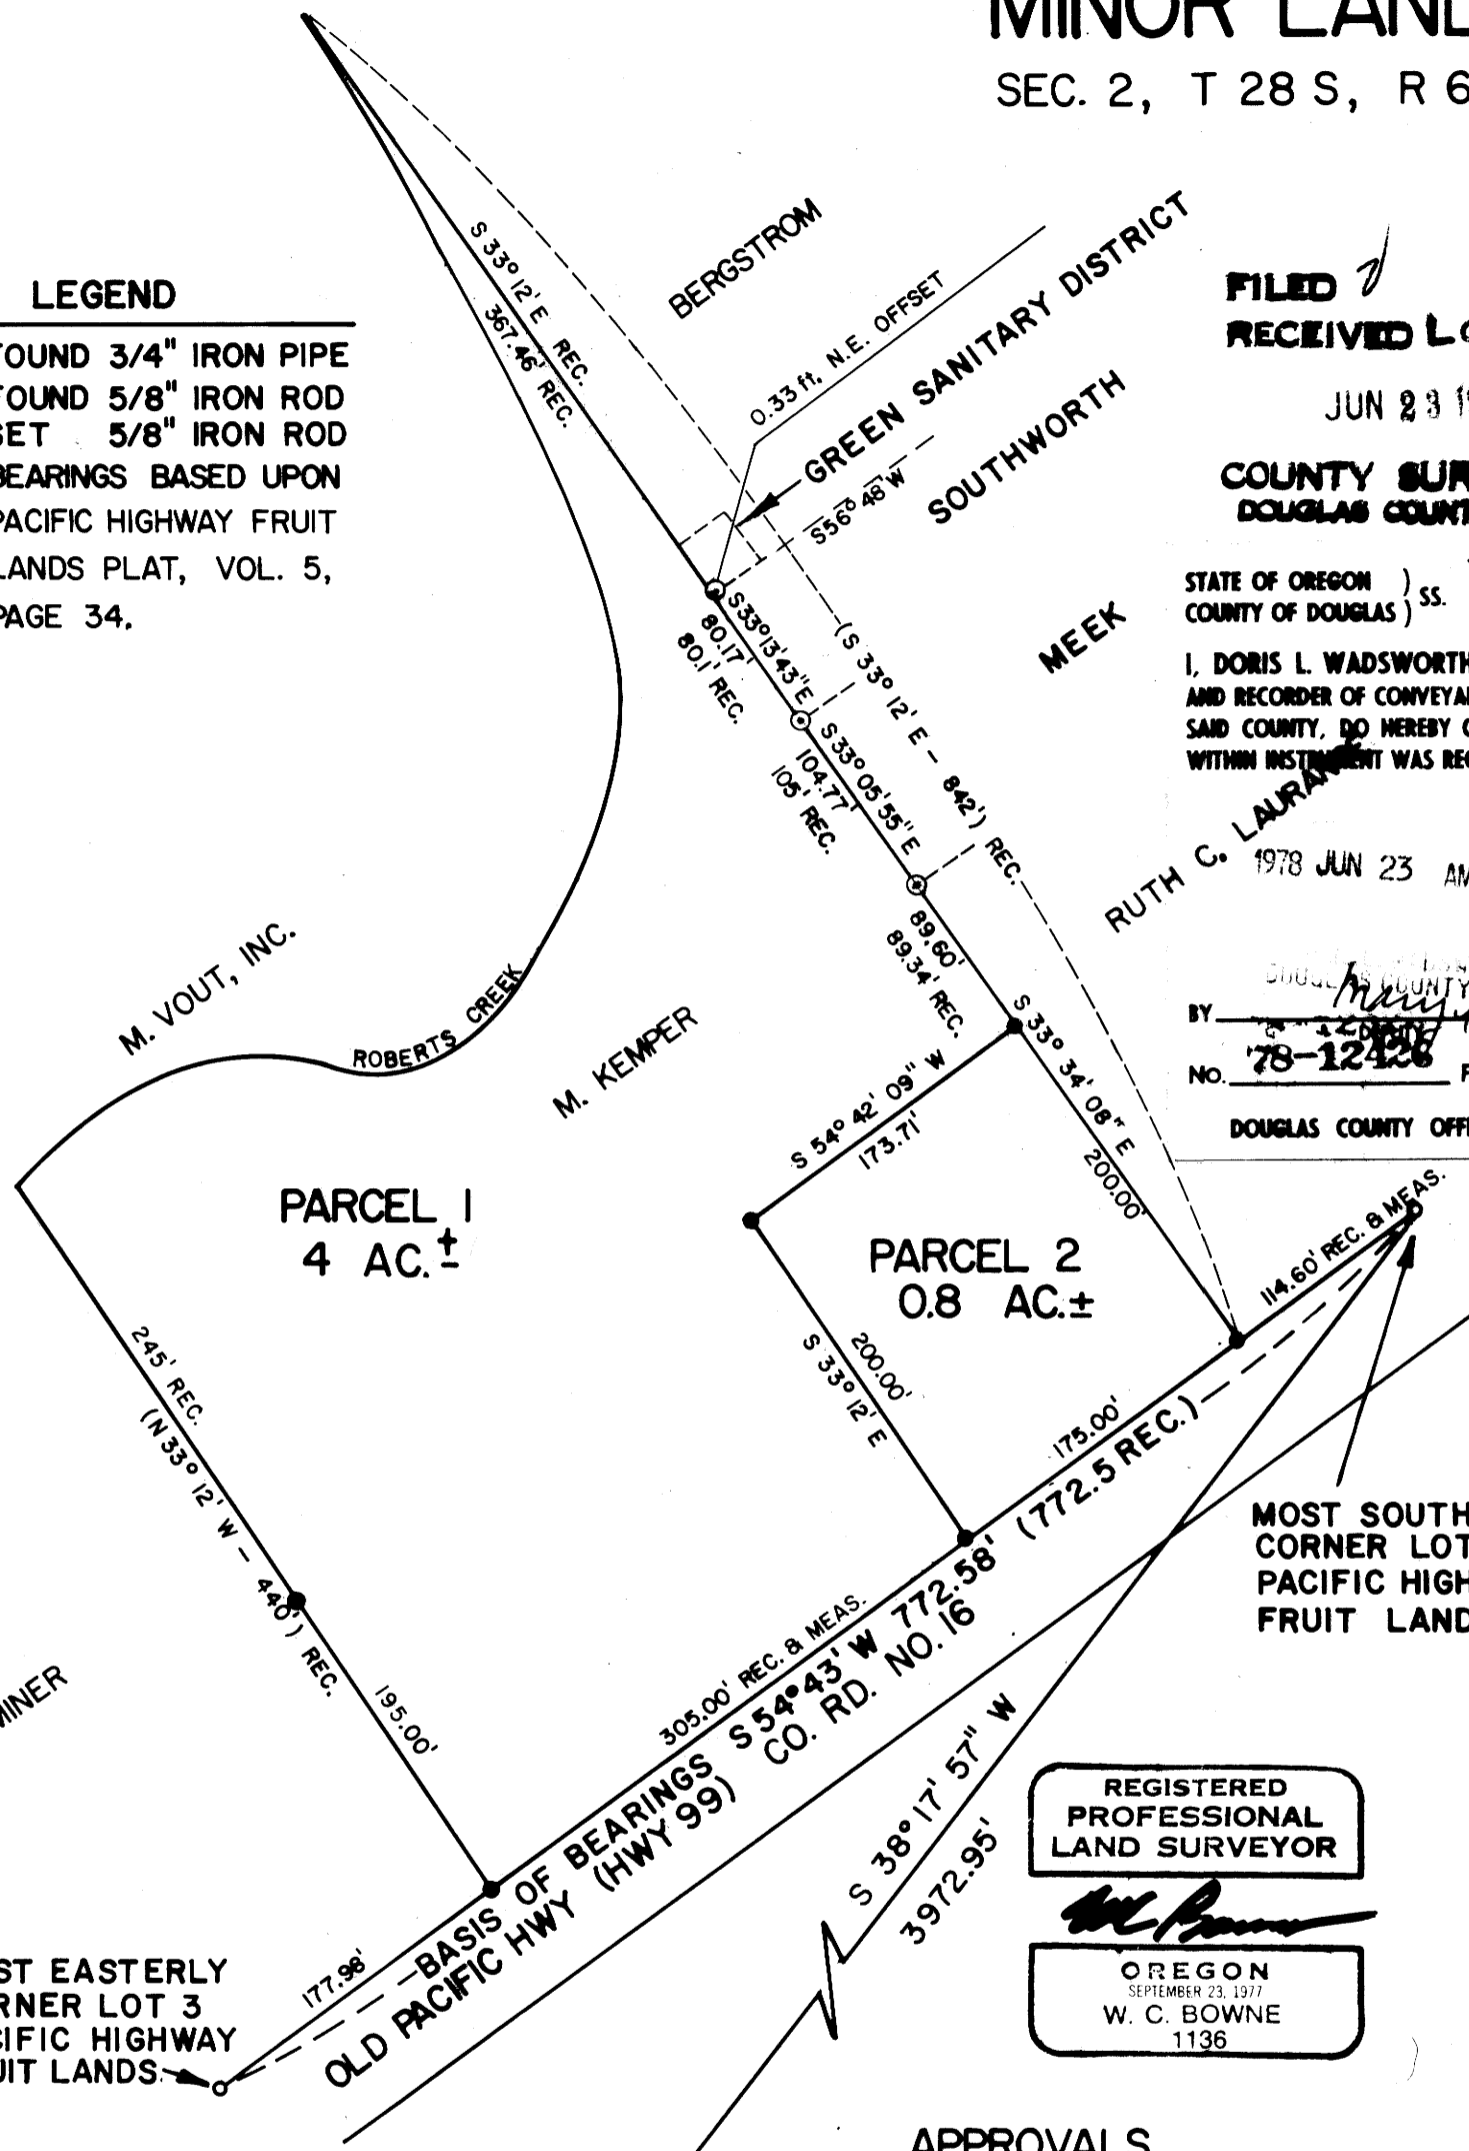 MINOR LAND
SEC. 2, T 28 S, R 6
LEGEND
FOUND 3/4" IRON PIPE
FOUND 5/8" IRON ROD
SET 5/8" IRON ROD
BEARINGS BASED UPON
PACIFIC HIGHWAY FRUIT
LANDS PLAT, VOL. 5,
PAGE 34.
S 33° 12' E REC.
367.46' REC.
BERGSTROM
0.33 ft. N.E. OFFSET
GREEN SANITARY DISTRICT
S56° 48' W
SOUTHWORTH
MEEK
RUTH C. LAURANCE
FILED
RECEIVED
JUN 23
COUNTY SUR
DOUGLAS COUNT
STATE OF OREGON ) SS.
COUNTY OF DOUGLAS )
I, DORIS L. WADSWORTH
AND RECORDER OF CONVEYAN
SAID COUNTY, DO HEREBY C
WITHIN INSTRUMENT WAS REC
1978 JUN 23 AM
DOUGLAS COUNTY
BY
DEPUTY
NO. 78-12426
DOUGLAS COUNTY OFFI
S33°13'43"E
80.17'
80.1' REC.
(S 33° 12' E - 842') REC.
S 33° 05' 55" E
104.77'
105' REC.
89.60'
89.34' REC.
S 33° 34' 08" E
200.00'
M. VOUT, INC.
ROBERTS CREEK
M. KEMPER
S 54° 42' 09" W
173.71'
PARCEL 1
4 AC.±
PARCEL 2
0.8 AC.±
114.60' REC. & MEAS.
245' REC.
(N 33° 12' W - 440') REC.
195.00'
200.00'
S 33° 12' E
175.00'
305.00' REC. & MEAS.
BASIS OF BEARINGS S 54° 43' W 772.58' (772.5 REC.)
OLD PACIFIC HWY (HWY 99) CO. RD. NO. 16
MINER
177.98'
MOST SOUTH
CORNER LOT
PACIFIC HIGH
FRUIT LAND
S 38° 17' 57" W
3972.95'
ST EASTERLY
RNER LOT 3
CIFIC HIGHWAY
UIT LANDS.
REGISTERED
PROFESSIONAL
LAND SURVEYOR
OREGON
SEPTEMBER 23, 1977
W. C. BOWNE
1136
APPROVALS